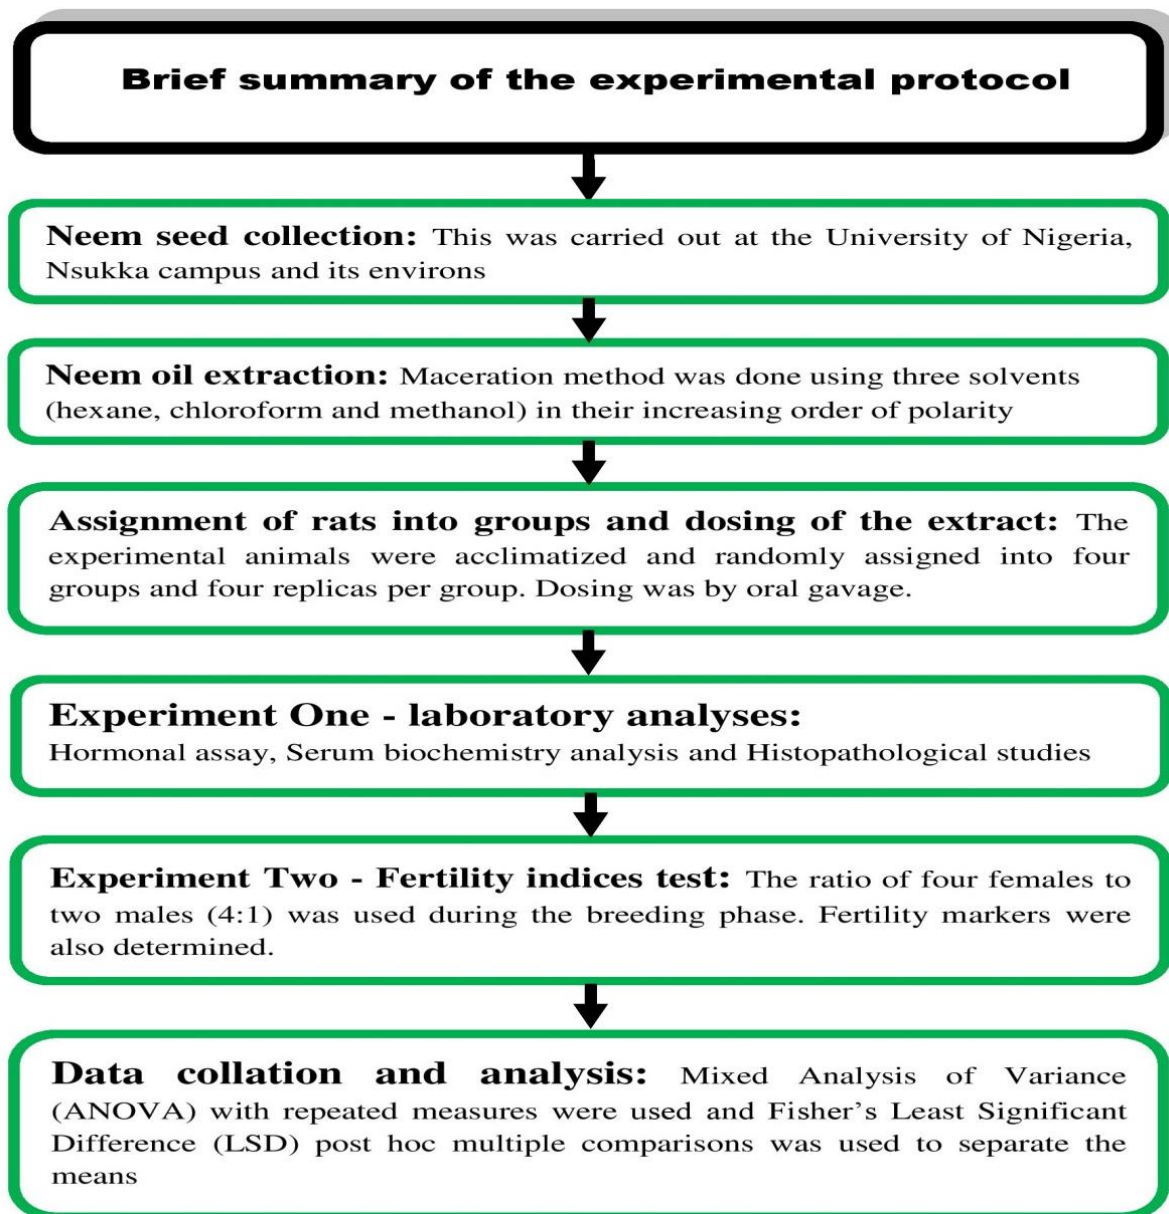 Brief summary of the experimental protocol
Neem seed collection: This was carried out at the University of Nigeria,
Nsukka campus and its environs
Neem oil extraction: Maceration method was done using three solvents
(hexane, chloroform and methanol) in their increasing order of polarity
Assignment of rats into groups and dosing of the extract: The
experimental animals were acclimatized and randomly assigned into four
groups and four replicas per group. Dosing was by oral gavage.
Experiment One - laboratory analyses:
Hormonal assay, Serum biochemistry analysis and Histopathological studies
Experiment Two - Fertility indices test: The ratio of four females to
two males (4:1) was used during the breeding phase. Fertility markers were
also determined.
Data collation and analysis: Mixed Analysis of Variance
(ANOVA) with repeated measures were used and Fisher's Least Significant
Difference (LSD) post hoc multiple comparisons was used to separate the
means